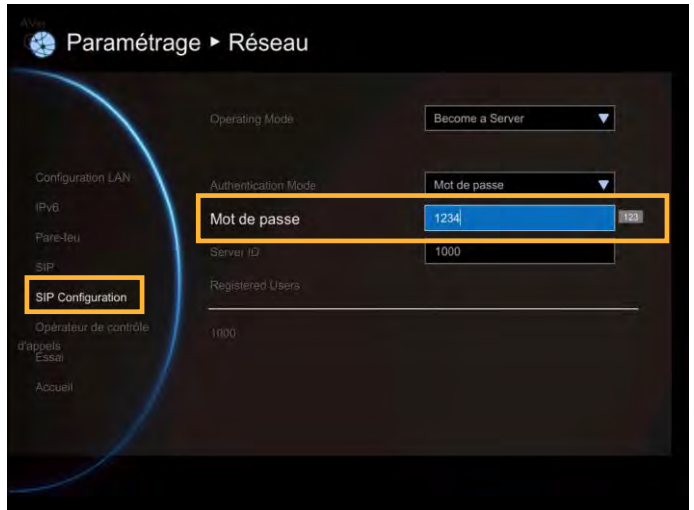 AVer
Paramétrage ▸ Réseau
Operating Mode
Become a Server
Configuration LAN
Authentication Mode
Mot de passe
IPv6
Mot de passe
1234
123
Pare-feu
Server ID
1000
SIP
Registered Users
SIP Configuration
Opérateur de contrôle
d'appels
1000
Essai
Accueil